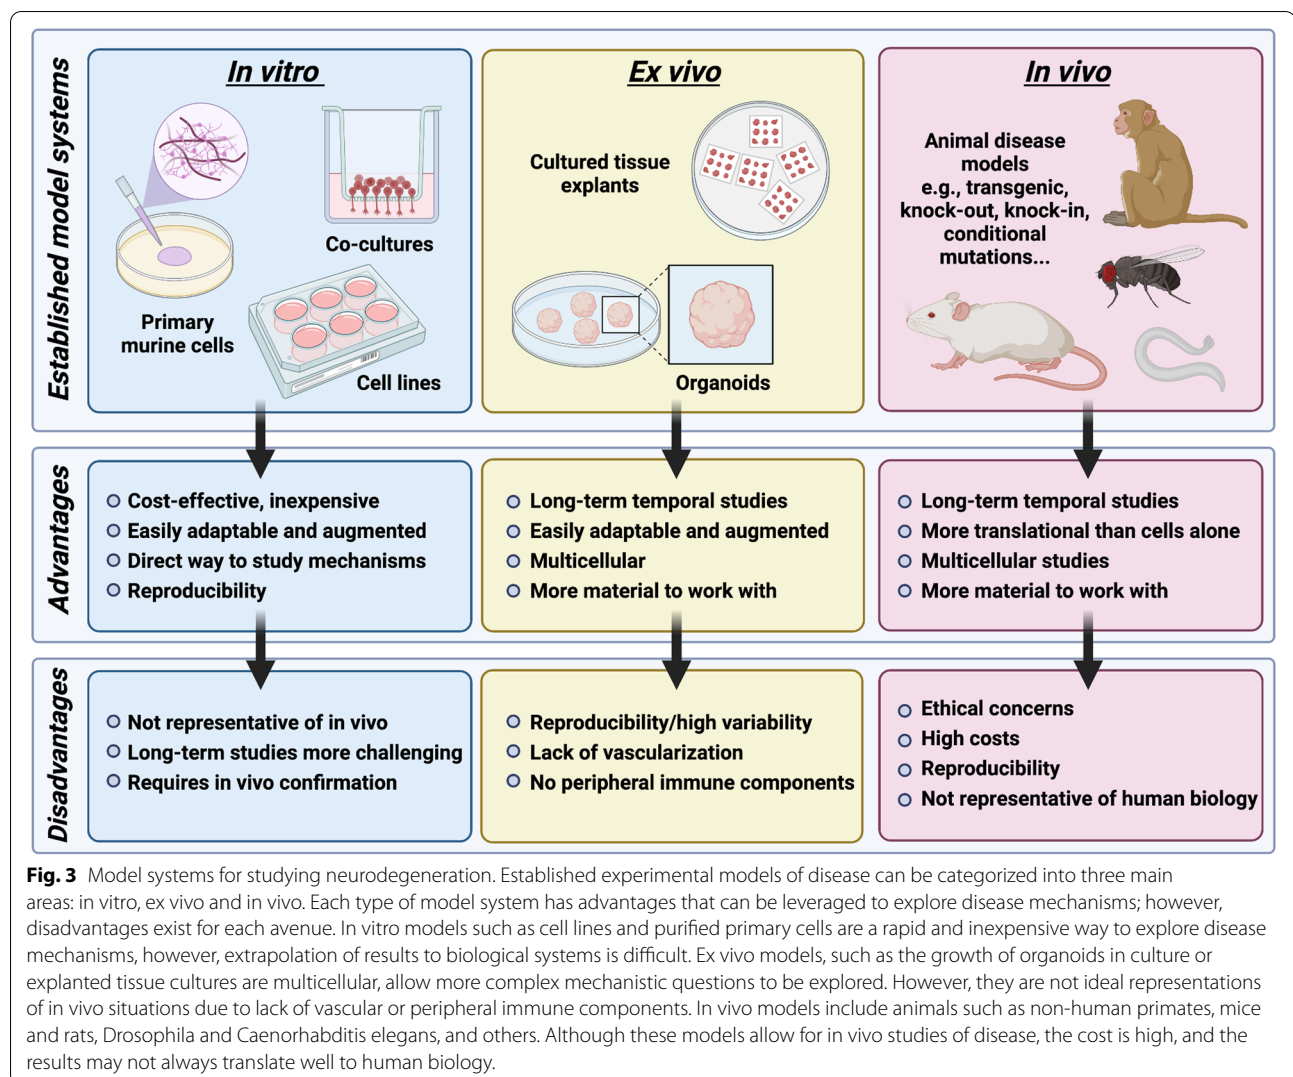 Established model systems
In vitro
Primary
murine cells
Co-cultures
Cell lines
Ex vivo
Cultured tissue
explants
Organoids
In vivo
Animal disease
models
e.g., transgenic,
knock-out, knock-in,
conditional
mutations...
Advantages
Cost-effective, inexpensive
Easily adaptable and augmented
Direct way to study mechanisms
Reproducibility
Long-term temporal studies
Easily adaptable and augmented
Multicellular
More material to work with
Long-term temporal studies
More translational than cells alone
Multicellular studies
More material to work with
Disadvantages
Not representative of in vivo
Long-term studies more challenging
Requires in vivo confirmation
Reproducibility/high variability
Lack of vascularization
No peripheral immune components
Ethical concerns
High costs
Reproducibility
Not representative of human biology
Fig. 3 Model systems for studying neurodegeneration. Established experimental models of disease can be categorized into three main
areas: in vitro, ex vivo and in vivo. Each type of model system has advantages that can be leveraged to explore disease mechanisms; however,
disadvantages exist for each avenue. In vitro models such as cell lines and purified primary cells are a rapid and inexpensive way to explore disease
mechanisms, however, extrapolation of results to biological systems is difficult. Ex vivo models, such as the growth of organoids in culture or
explanted tissue cultures are multicellular, allow more complex mechanistic questions to be explored. However, they are not ideal representations
of in vivo situations due to lack of vascular or peripheral immune components. In vivo models include animals such as non-human primates, mice
and rats, Drosophila and Caenorhabditis elegans, and others. Although these models allow for in vivo studies of disease, the cost is high, and the
results may not always translate well to human biology.